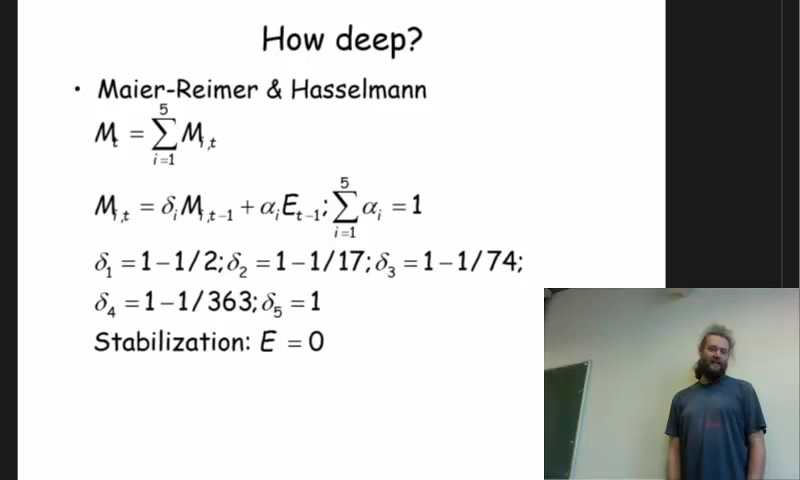 How deep?
• Maier-Reimer & Hasselmann
M_t = \sum_{i=1}^{5} M_{i,t}
M_{i,t} = δ_i M_{i,t-1} + α_i E_{t-1}; \sum_{i=1}^{5} α_i = 1
δ_1 = 1-1/2; δ_2 = 1-1/17; δ_3 = 1-1/74;
δ_4 = 1-1/363; δ_5 = 1
Stabilization: E = 0